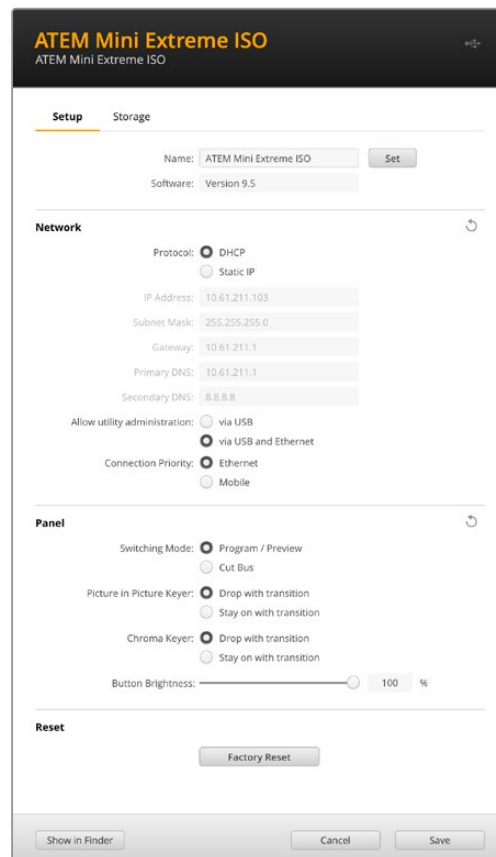 ATEM Mini Extreme ISO
ATEM Mini Extreme ISO
Setup Storage
Name: ATEM Mini Extreme ISO Set
Software: Version 9.5
Network
Protocol: DHCP
Static IP
IP Address: 10.61.211.103
Subnet Mask: 255.255.255.0
Gateway: 10.61.211.1
Primary DNS: 10.61.211.1
Secondary DNS: 8.8.8.8
Allow utility administration: via USB
via USB and Ethernet
Connection Priority: Ethernet
Mobile
Panel
Switching Mode: Program / Preview
Cut Bus
Picture in Picture Keyer: Drop with transition
Stay on with transition
Chroma Keyer: Drop with transition
Stay on with transition
Button Brightness: 100 %
Reset
Factory Reset
Show in Finder Cancel Save